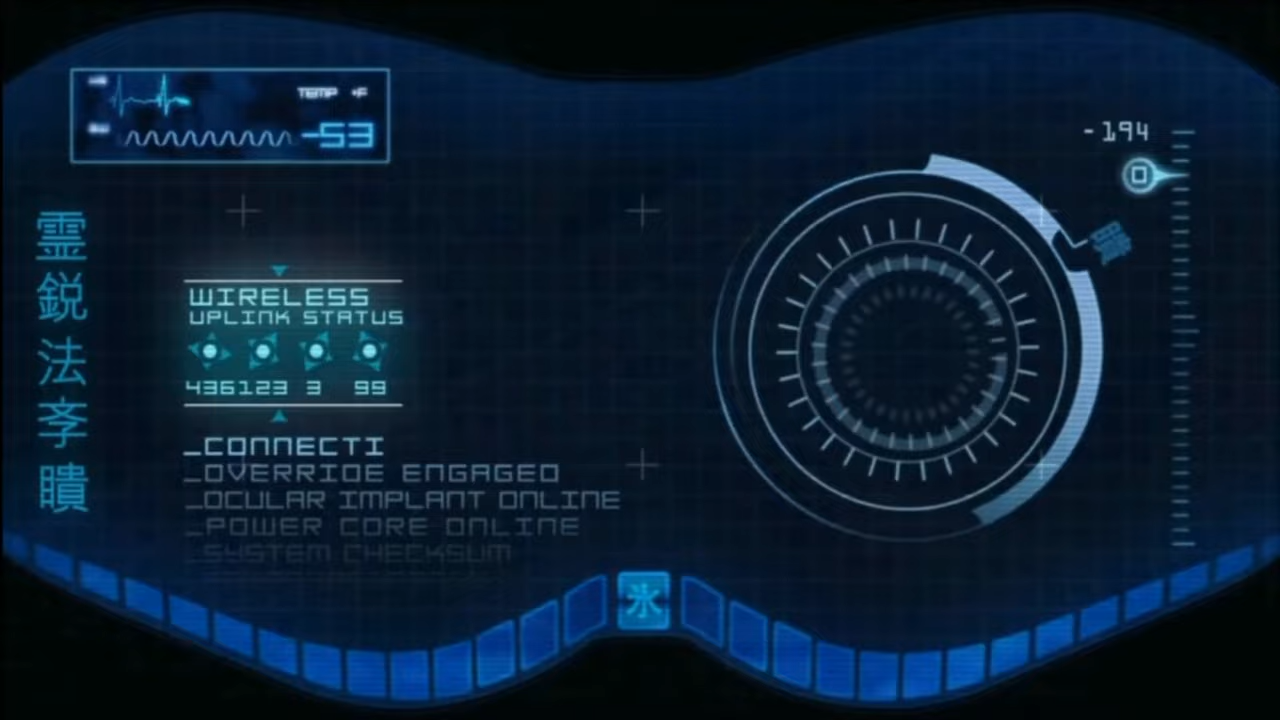 TEMP °F
-53
-194
霊
鋭
法
李
瞶
WIRELESS
UPLINK STATUS
436123 3 99
_CONNECTI
_OVERRIDE ENGAGED
_OCULAR IMPLANT ONLINE
_POWER CORE ONLINE
_SYSTEM CHECKSUM
氷